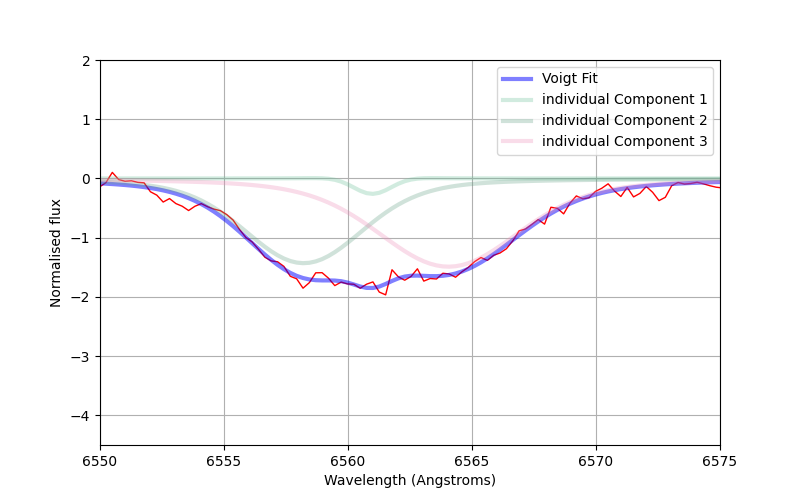 2
1
0
−1
−2
−3
−4
Normalised flux
Voigt Fit
individual Component 1
individual Component 2
individual Component 3
6550 6555 6560 6565 6570 6575
Wavelength (Angstroms)